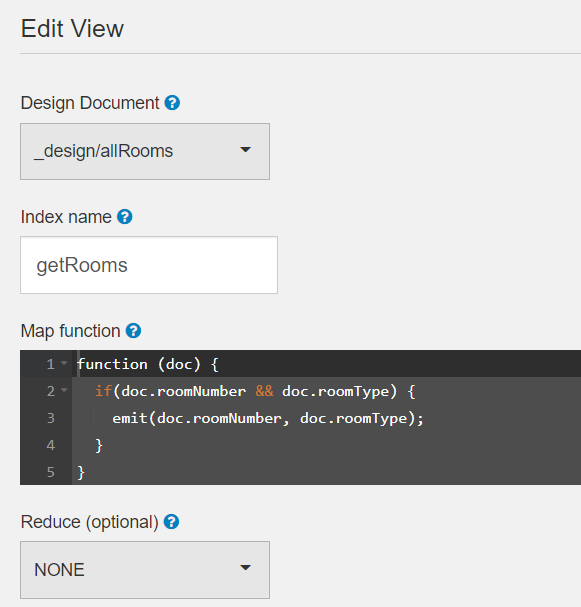 Edit View
Design Document ?
_design/allRooms
Index name ?
getRooms
Map function ?
1 function (doc) {
2 if(doc.roomNumber && doc.roomType) {
3 emit(doc.roomNumber, doc.roomType);
4 }
5 }
Reduce (optional) ?
NONE